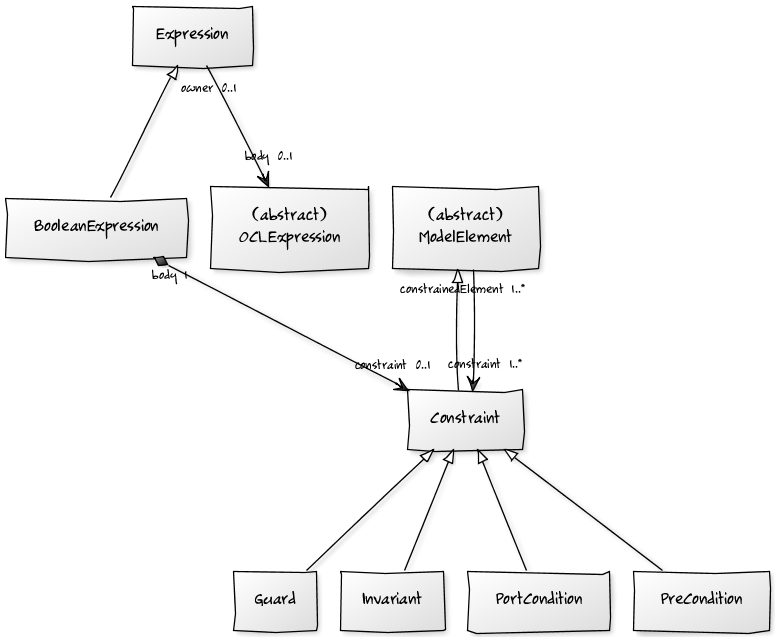 Expression
owner 0..1
body 0..1
BooleanExpression
(abstract)
OCLExpression
(abstract)
ModelElement
body 1
constrainedElement 1..*
constraint 0..1
constraint 1..*
Constraint
Guard
Invariant
PortCondition
PreCondition